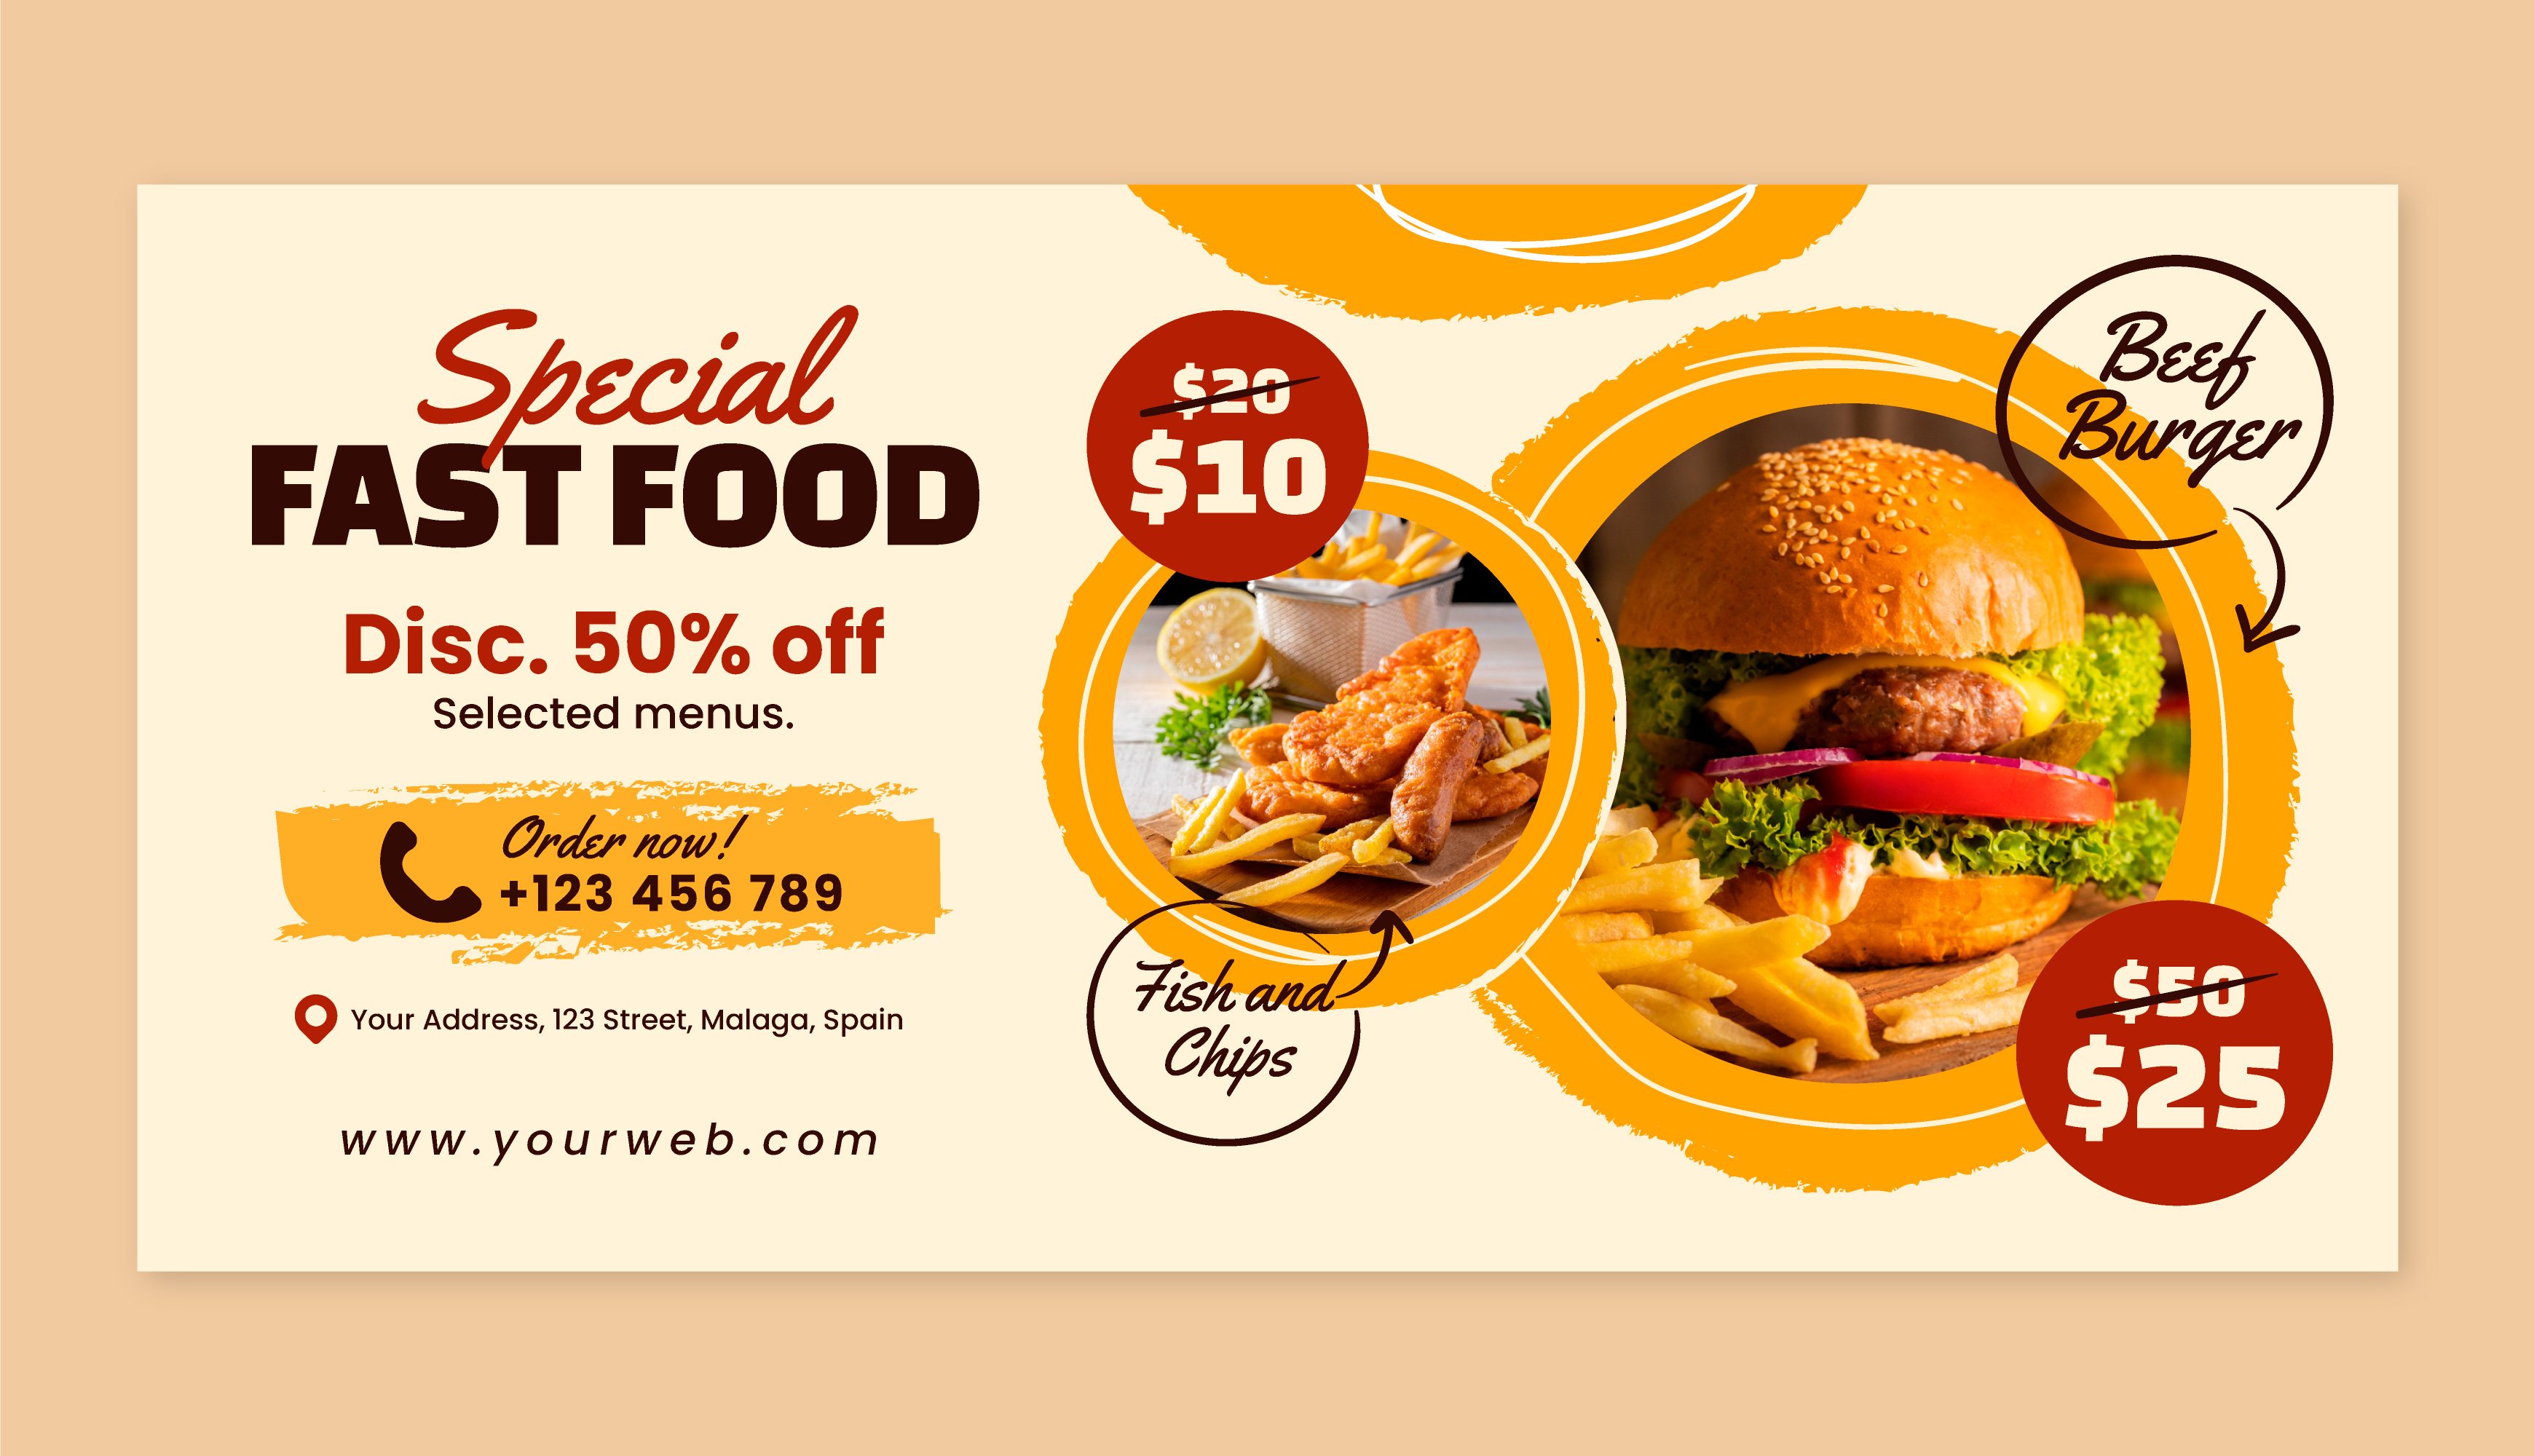 Special
FAST FOOD
Disc. 50% off
Selected menus.
Order now!
+123 456 789
Your Address, 123 Street, Malaga, Spain
www.yourweb.com
$20
$10
Fish and
Chips
Beef
Burger
$50
$25